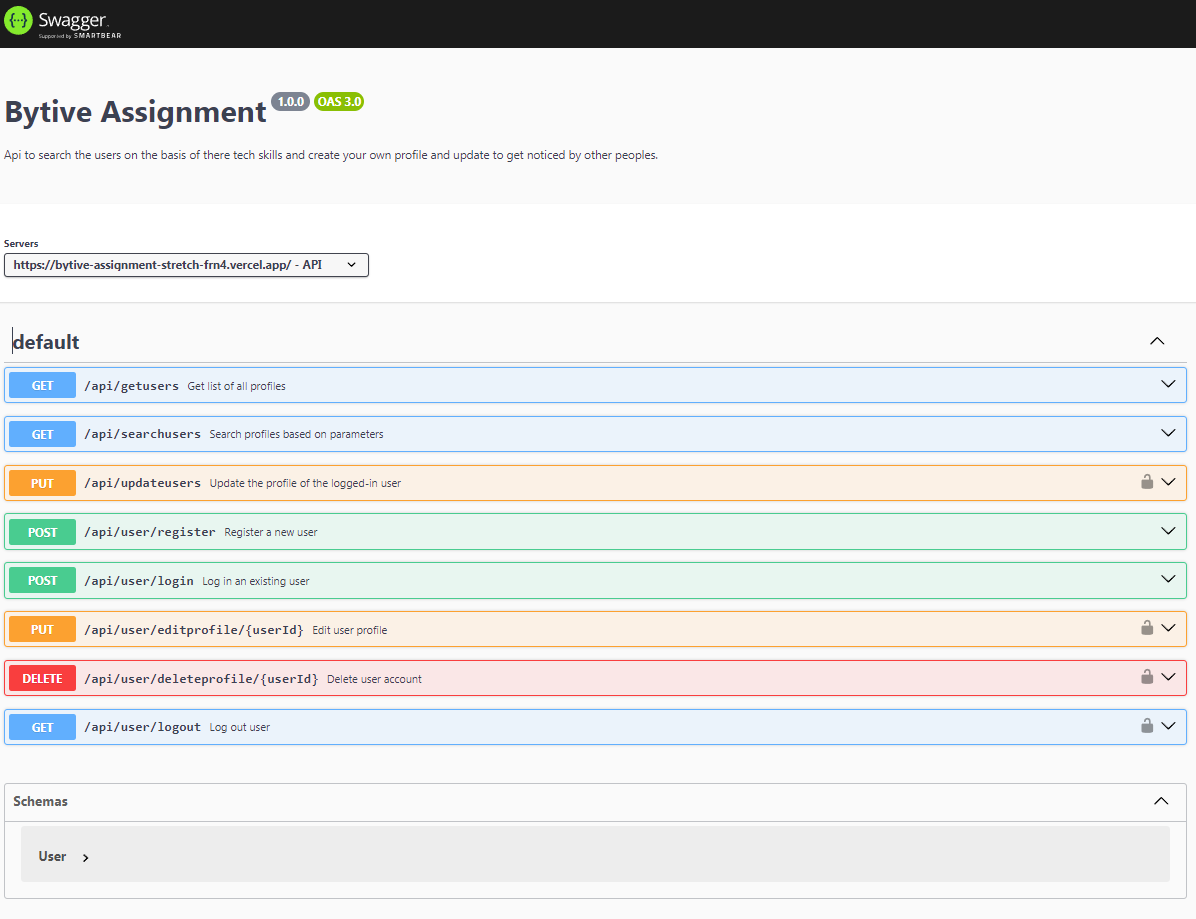 Swagger.
Supported by SMARTBEAR
Bytive Assignment 1.0.0 OAS 3.0
Api to search the users on the basis of there tech skills and create your own profile and update to get noticed by other peoples.
Servers
https://bytive-assignment-stretch-frn4.vercel.app/ - API
default
GET /api/getusers Get list of all profiles
GET /api/searchusers Search profiles based on parameters
PUT /api/updateusers Update the profile of the logged-in user
POST /api/user/register Register a new user
POST /api/user/login Log in an existing user
PUT /api/user/editprofile/{userId} Edit user profile
DELETE /api/user/deleteprofile/{userId} Delete user account
GET /api/user/logout Log out user
Schemas
User